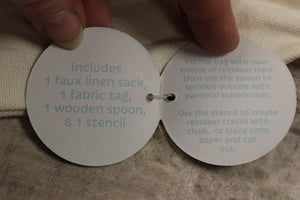 Includes
1 faux linen sack,
1 fabric tag,
1 wooden spoon,
& 1 stencil
Fill the bag with your
choice of reindeer feed,
then use the spoon to
sprinkle outside with
parental supervision.
Use the stencil to create
reindeer tracks with
chalk, or trace onto
paper and cut
out.